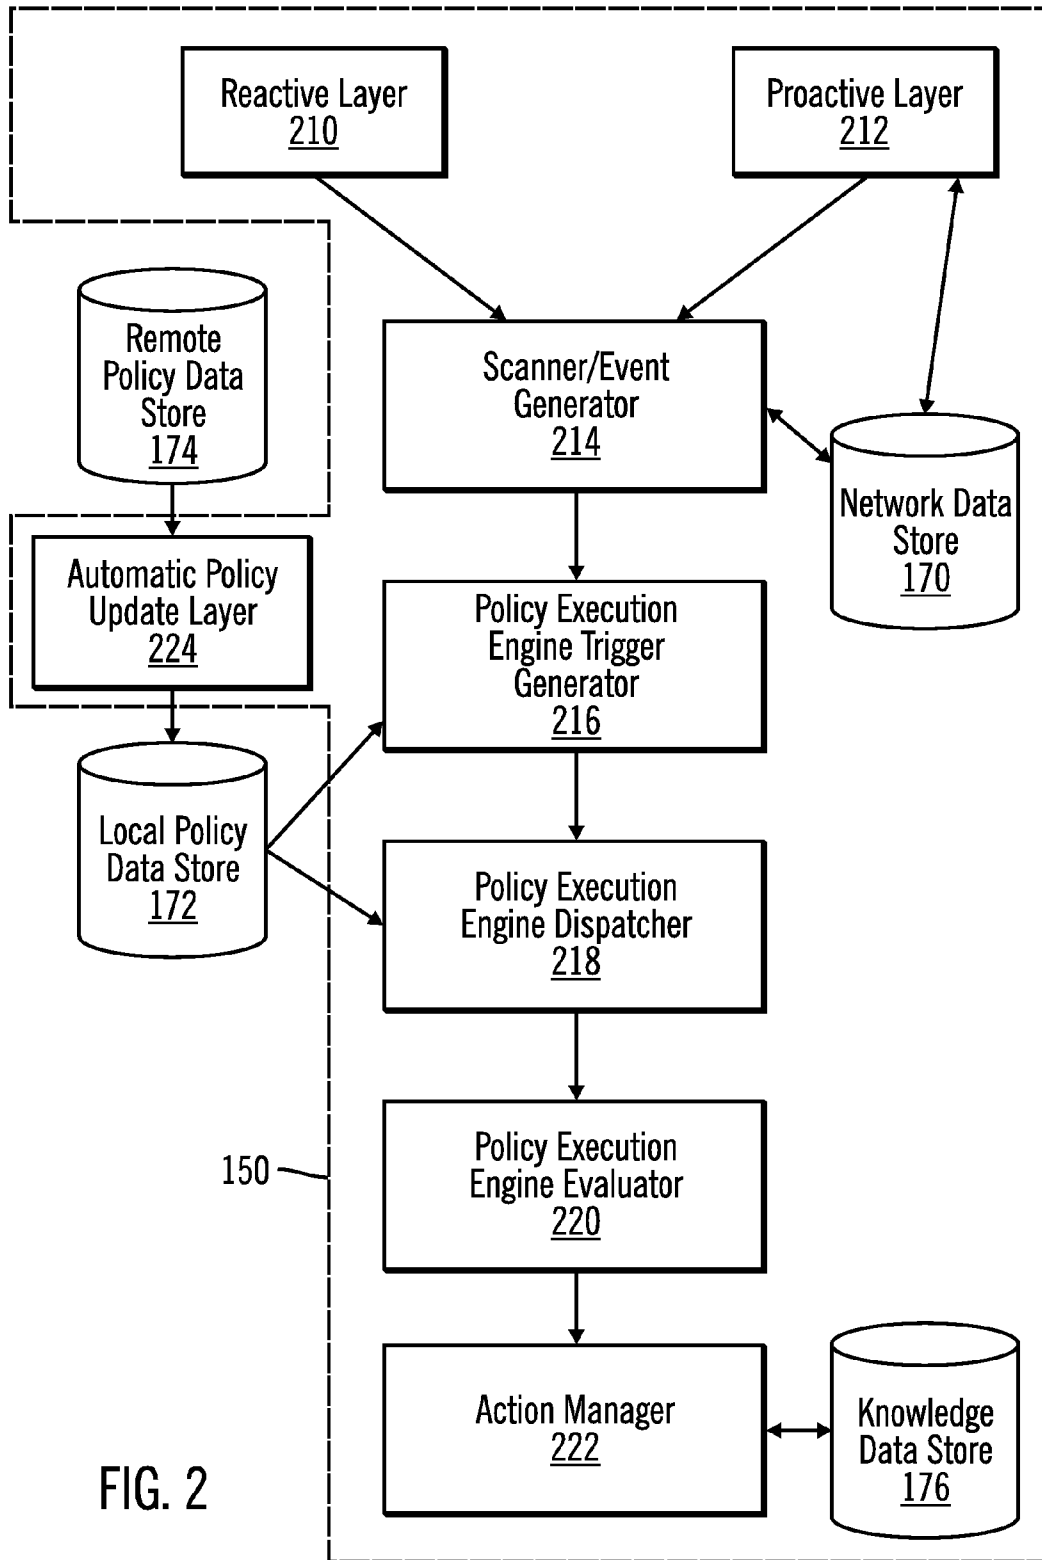 Reactive Layer
210
Proactive Layer
212
Remote
Policy Data
Store
174
Scanner/Event
Generator
214
Network Data
Store
170
Automatic Policy
Update Layer
224
Policy Execution
Engine Trigger
Generator
216
Local Policy
Data Store
172
Policy Execution
Engine Dispatcher
218
150
Policy Execution
Engine Evaluator
220
Action Manager
222
Knowledge
Data Store
176
FIG. 2